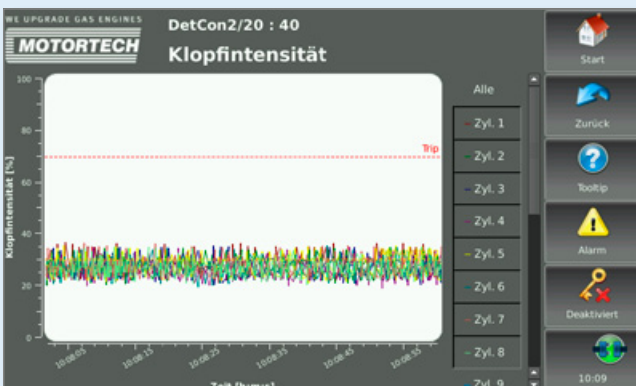 WE UPGRADE GAS ENGINES
MOTORTECH
DetCon2/20 : 40
Klopfintensität
Klopfintensität [%]
100
80
60
40
20
0
Trip
10:08:05
10:08:15
10:08:25
10:08:35
10:08:45
10:08:55
Alle
Zyl. 1
Zyl. 2
Zyl. 3
Zyl. 4
Zyl. 5
Zyl. 6
Zyl. 7
Zyl. 8
Zyl. 9
Start
Zurück
Tooltip
Alarm
Deaktiviert
10:09